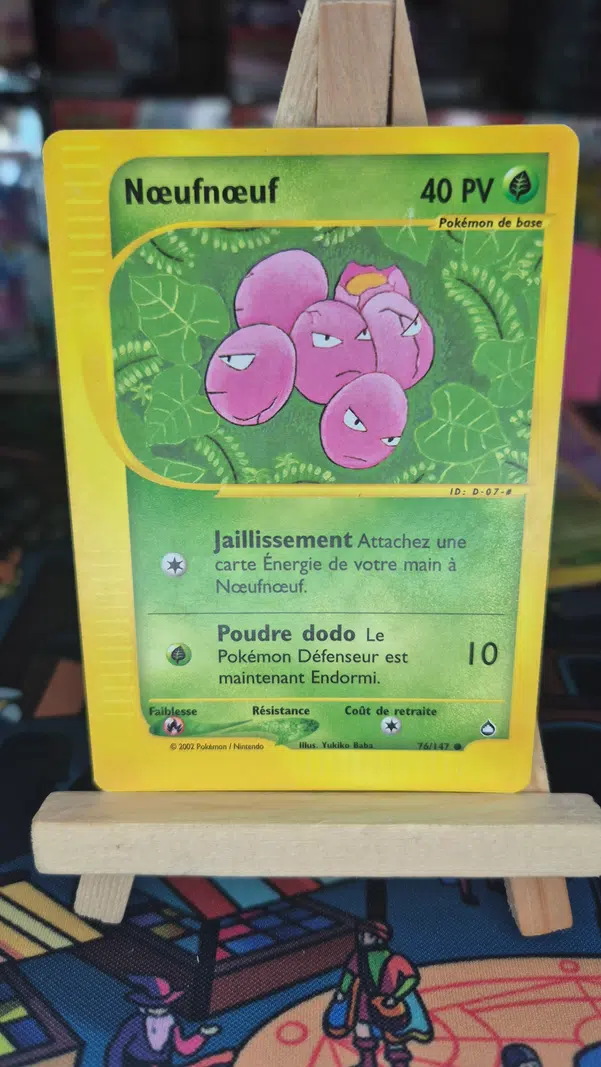 Nœufnœuf
40 PV
Pokémon de base
ID: D-07-#
Jaillissement Attachez une
carte Énergie de votre main à
Nœufnœuf.
Poudre dodo Le
Pokémon Défenseur est
maintenant Endormi.
10
Faiblesse Résistance Coût de retraite
© 2002 Pokémon / Nintendo Illus. Yukiko Baba 76/147